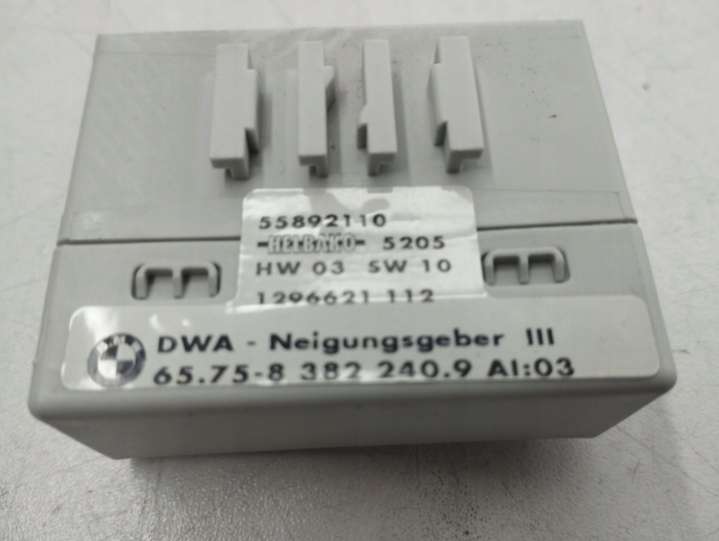 55892110
HELBAKO 5205
HW 03 SW 10
1296621 112
DWA - Neigungsgeber III
65.75-8 382 240.9 AI:03